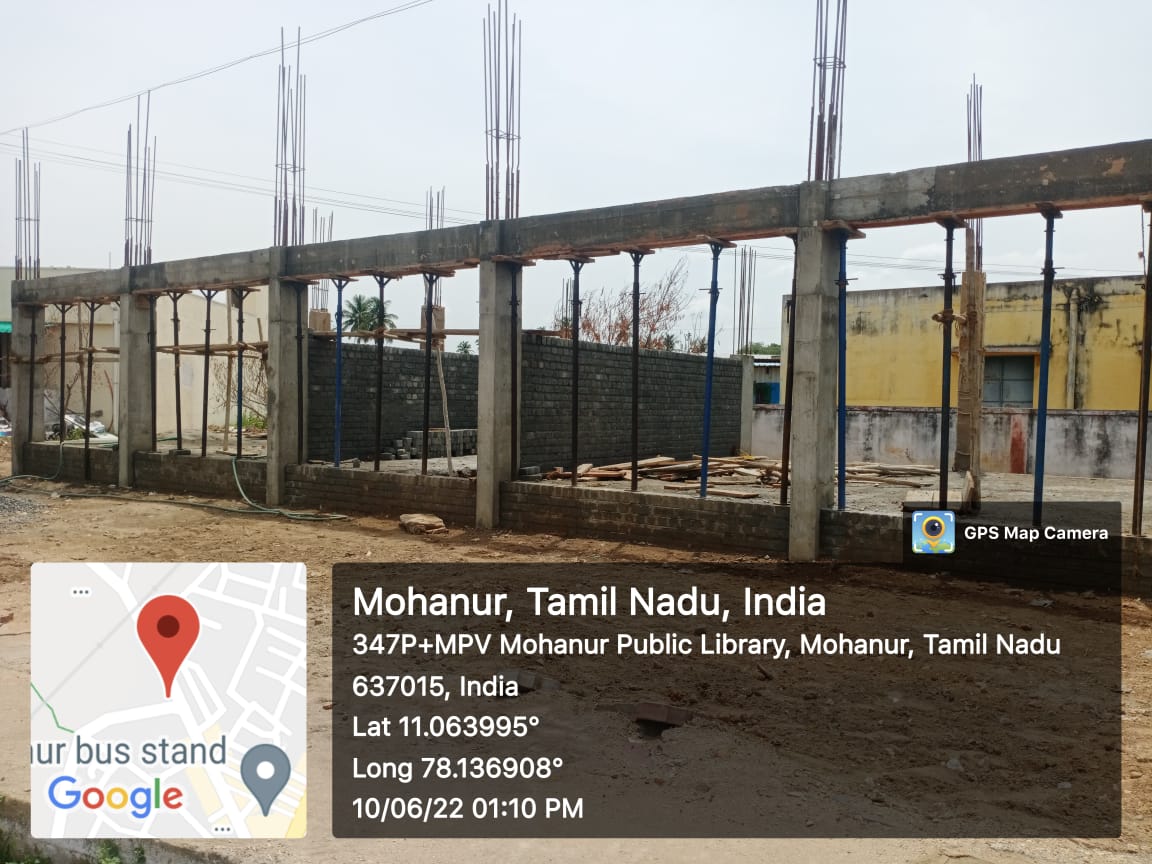 GPS Map Camera
Mohanur, Tamil Nadu, India
347P+MPV Mohanur Public Library, Mohanur, Tamil Nadu
637015, India
Lat 11.063995°
Long 78.136908°
10/06/22 01:10 PM
ur bus stand
Google